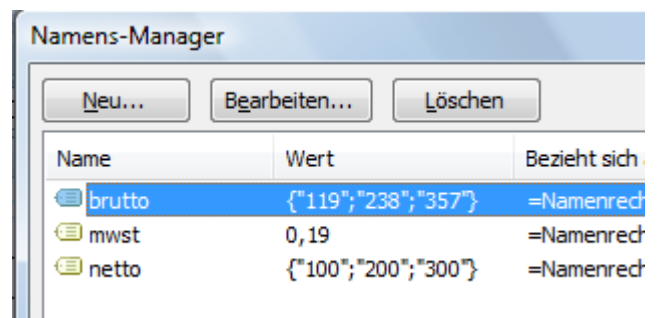 Namens-Manager
Neu... Bearbeiten... Löschen
Name Wert Bezieht sich
brutto {"119";"238";"357"} =Namenrech
mwst 0,19 =Namenrech
netto {"100";"200";"300"} =Namenrech